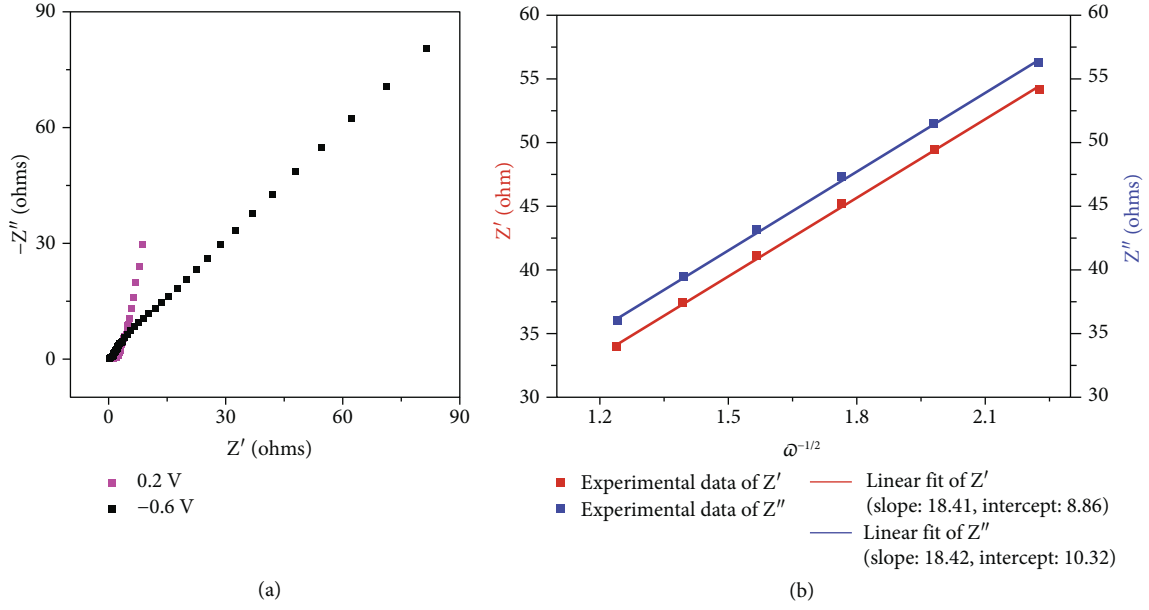 90
60
30
0
−Z″ (ohms)
0
30
60
90
Z′ (ohms)
0.2 V
−0.6 V
(a)
60
55
50
45
40
35
30
Z′ (ohm)
60
50
40
30
Z″ (ohms)
1.2
1.5
1.8
2.1
ϖ−1/2
Experimental data of Z′
Experimental data of Z″
Linear fit of Z′
(slope: 18.41, intercept: 8.86)
Linear fit of Z″
(slope: 18.42, intercept: 10.32)
(b)